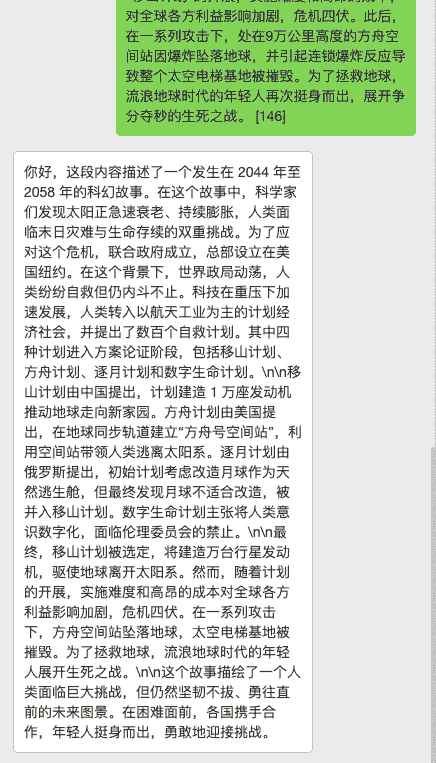 对全球各方利益影响加剧，危机四伏。此后，
在一系列攻击下，处在9万公里高度的方舟空
间站因爆炸坠落地球，并引起连锁爆炸反应导
致整个太空电梯基地被摧毁。为了拯救地球，
流浪地球时代的年轻人再次挺身而出，展开争
分夺秒的生死之战。 [146]
你好，这段内容描述了一个发生在 2044 年至
2058 年的科幻故事。在这个故事中，科学家
们发现太阳正急速衰老、持续膨胀，人类面
临末日灾难与生命存续的双重挑战。为了应
对这个危机，联合政府成立，总部设立在美
国纽约。在这个背景下，世界政局动荡，人
类纷纷自救但仍内斗不止。科技在重压下加
速发展，人类转入以航天工业为主的计划经
济社会，并提出了数百个自救计划。其中四
种计划进入方案论证阶段，包括移山计划、
方舟计划、逐月计划和数字生命计划。\n\n移
山计划由中国提出，计划建造 1 万座发动机
推动地球走向新家园。方舟计划由美国提
出，在地球同步轨道建立“方舟号空间站”，利
用空间站带领人类逃离太阳系。逐月计划由
俄罗斯提出，初始计划考虑改造月球作为天
然逃生舱，但最终发现月球不适合改造，被
并入移山计划。数字生命计划主张将人类意
识数字化，面临伦理委员会的禁止。\n\n最
终，移山计划被选定，将建造万台行星发动
机，驱使地球离开太阳系。然而，随着计划
的开展，实施难度和高昂的成本对全球各方
利益影响加剧，危机四伏。在一系列攻击
下，方舟空间站坠落地球，太空电梯基地被
摧毁。为了拯救地球，流浪地球时代的年轻
人展开生死之战。\n\n这个故事描绘了一个人
类面临巨大挑战，但仍然坚韧不拔、勇往直
前的未来图景。在困难面前，各国携手合
作，年轻人挺身而出，勇敢地迎接挑战。